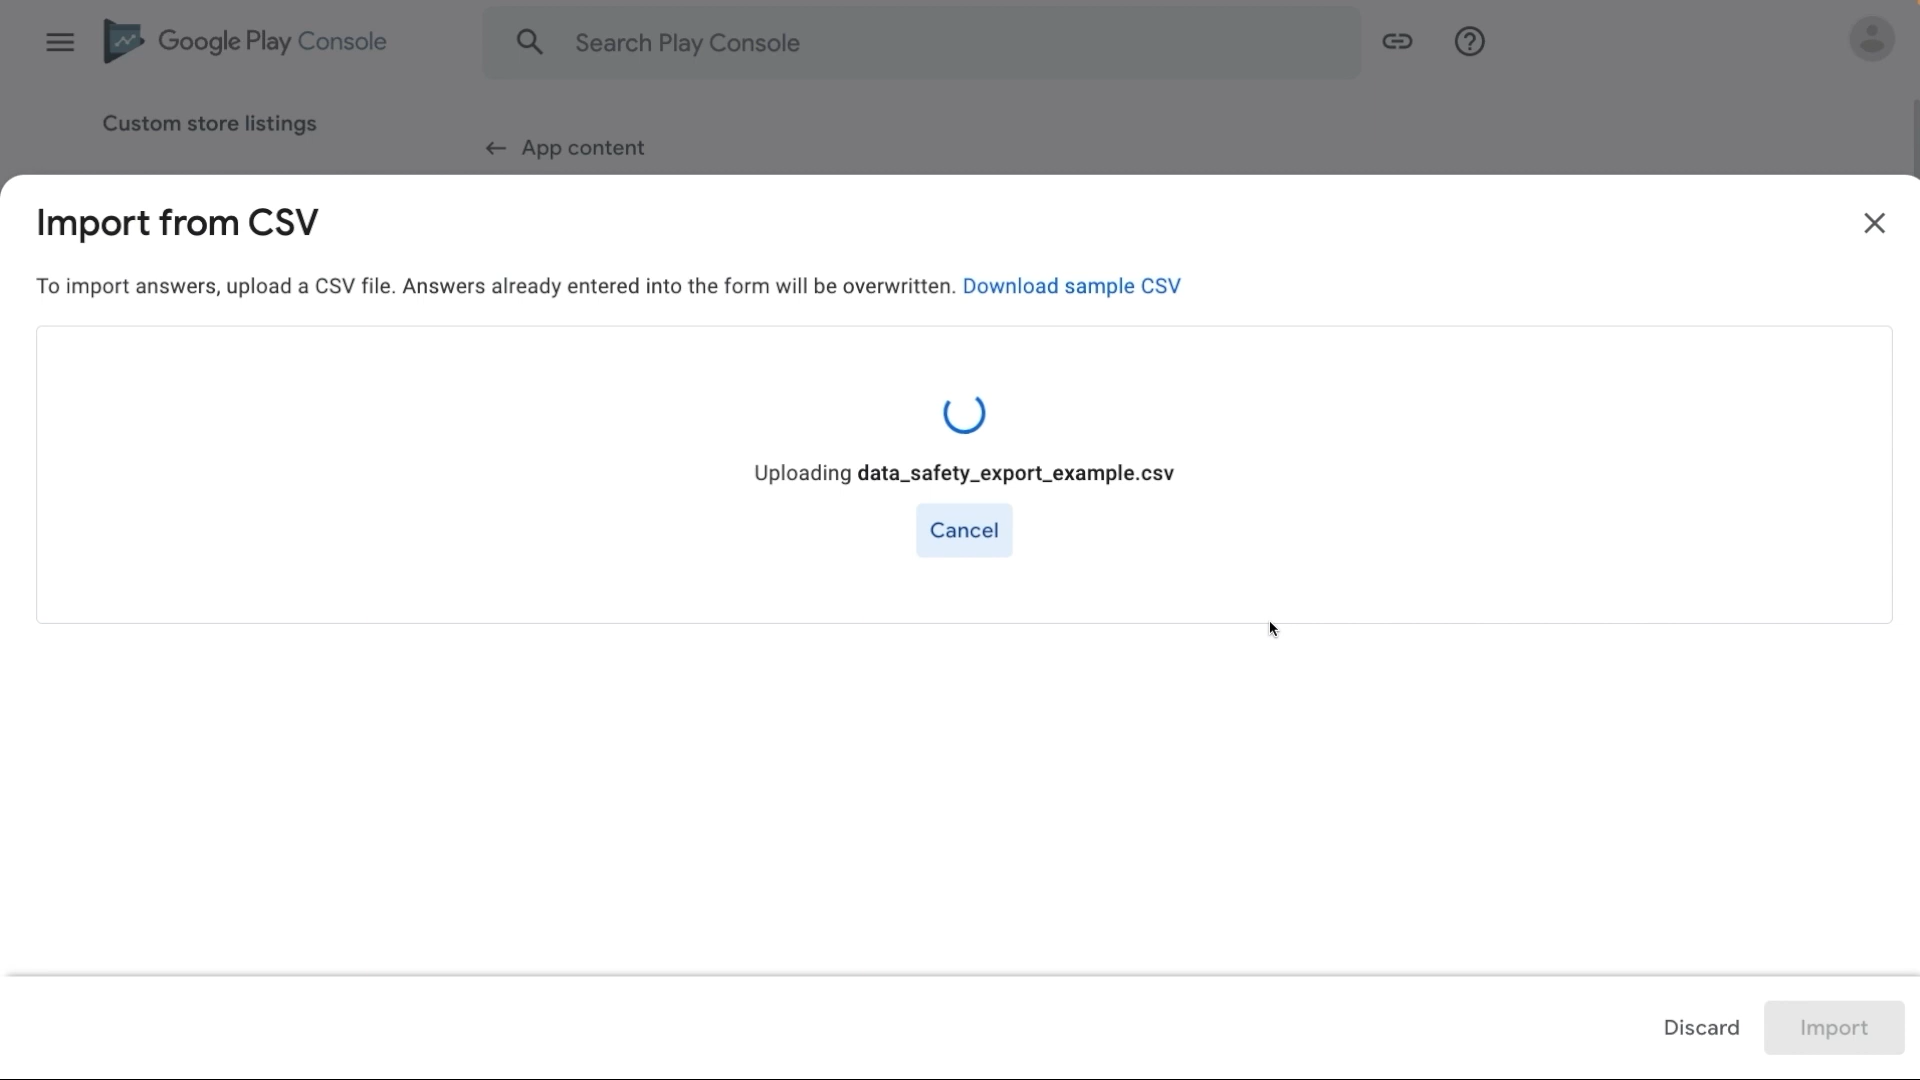 Google Play Console
Search Play Console
Custom store listings
App content
Import from CSV
To import answers, upload a CSV file. Answers already entered into the form will be overwritten. Download sample CSV
Uploading data_safety_export_example.csv
Cancel
Discard
Import